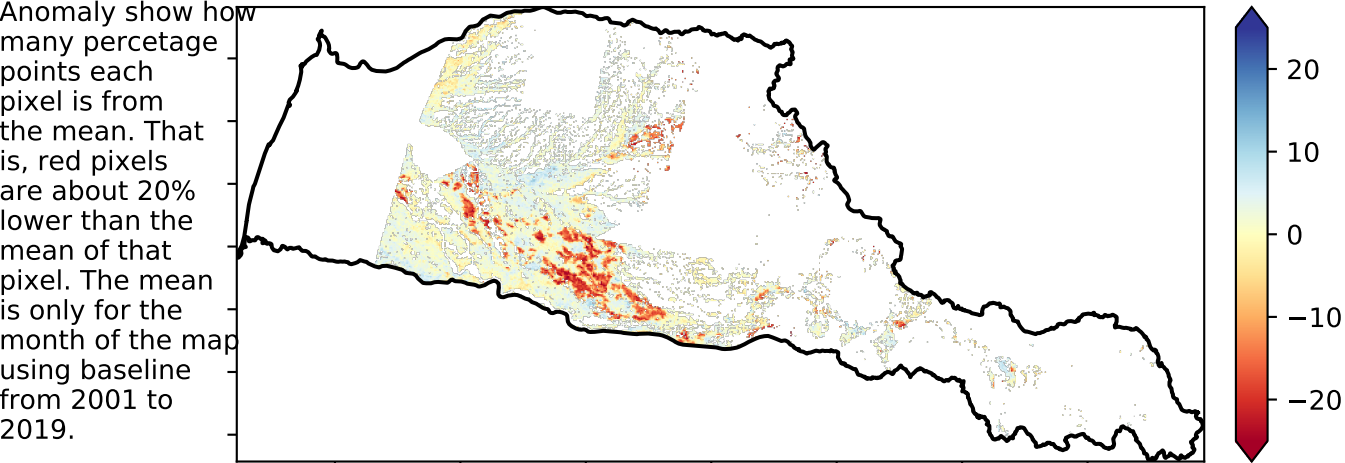 Anomaly show how
many percetage
points each
pixel is from
the mean. That
is, red pixels
are about 20%
lower than the
mean of that
pixel. The mean
is only for the
month of the map
using baseline
from 2001 to
2019.
20
10
0
−10
−20